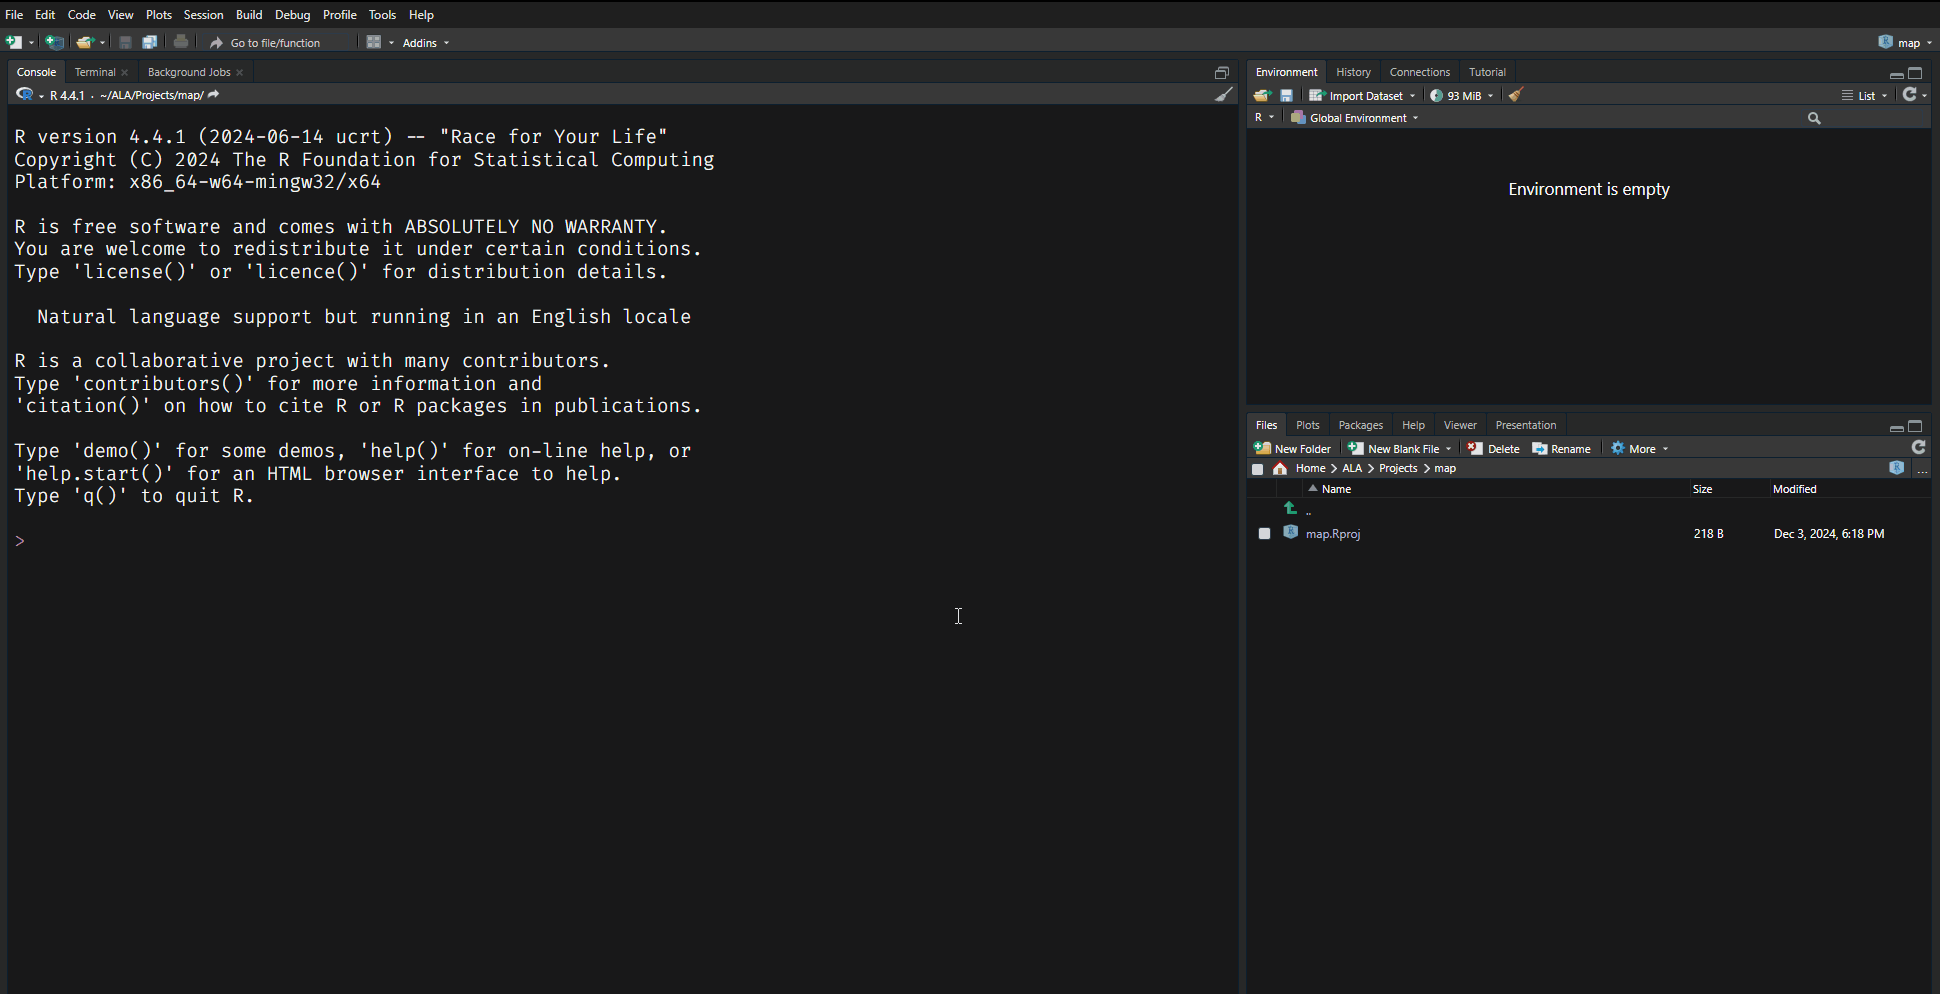 File Edit Code View Plots Session Build Debug Profile Tools Help
Go to file/function Addins map
Console Terminal Background Jobs
R 4.4.1 · ~/ALA/Projects/map/
R version 4.4.1 (2024-06-14 ucrt) -- "Race for Your Life"
Copyright (C) 2024 The R Foundation for Statistical Computing
Platform: x86_64-w64-mingw32/x64
R is free software and comes with ABSOLUTELY NO WARRANTY.
You are welcome to redistribute it under certain conditions.
Type 'license()' or 'licence()' for distribution details.
Natural language support but running in an English locale
R is a collaborative project with many contributors.
Type 'contributors()' for more information and
'citation()' on how to cite R or R packages in publications.
Type 'demo()' for some demos, 'help()' for on-line help, or
'help.start()' for an HTML browser interface to help.
Type 'q()' to quit R.
>
Environment History Connections Tutorial
Import Dataset 93 MiB List
R Global Environment
Environment is empty
Files Plots Packages Help Viewer Presentation
New Folder New Blank File Delete Rename More
Home > ALA > Projects > map ...
Name Size Modified
..
map.Rproj 218 B Dec 3, 2024, 6:18 PM